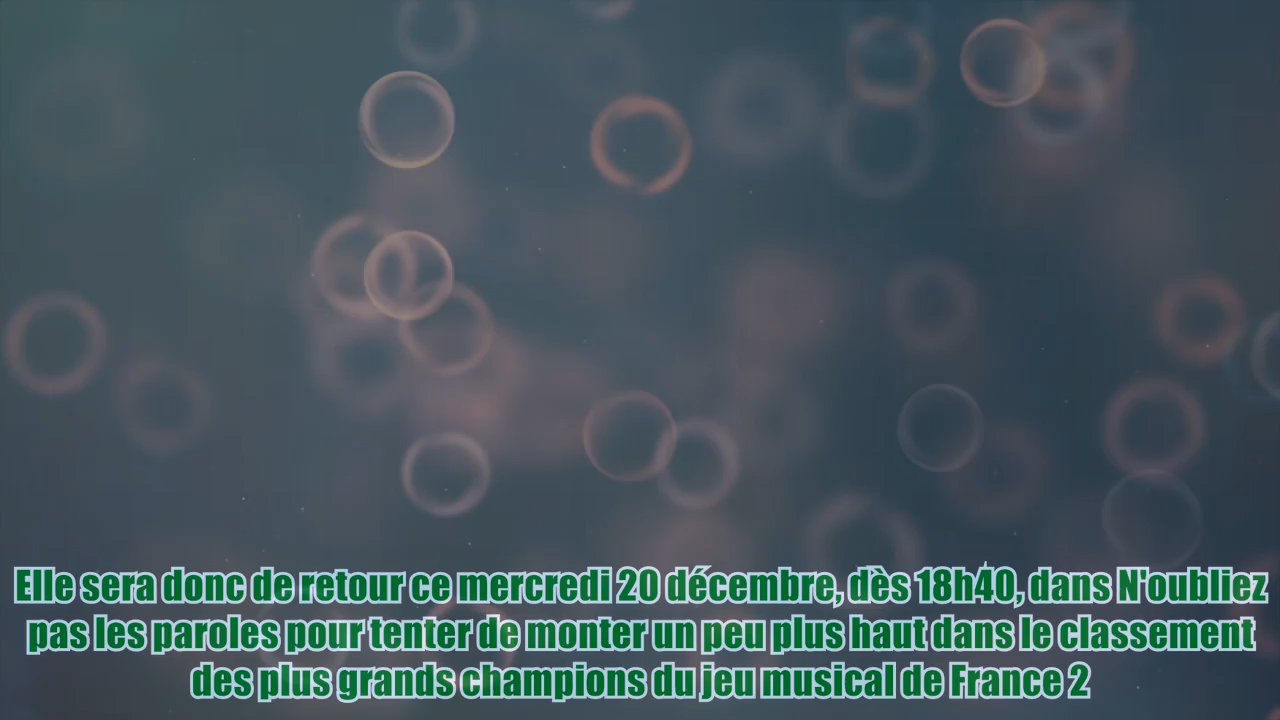 Elle sera donc de retour ce mercredi 20 décembre, dès 18h40, dans N'oubliez
pas les paroles pour tenter de monter un peu plus haut dans le classement
des plus grands champions du jeu musical de France 2